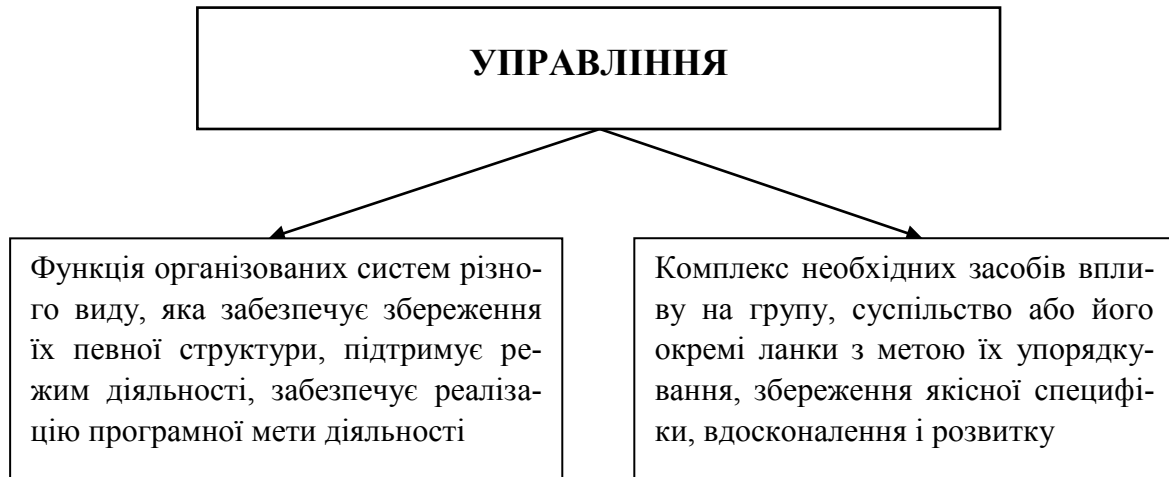 УПРАВЛІННЯ
Функція організованих систем різно-
го виду, яка забезпечує збереження
їх певної структури, підтримує ре-
жим діяльності, забезпечує реаліза-
цію програмної мети діяльності
Комплекс необхідних засобів впли-
ву на групу, суспільство або його
окремі ланки з метою їх упорядку-
вання, збереження якісної специфі-
ки, вдосконалення і розвитку